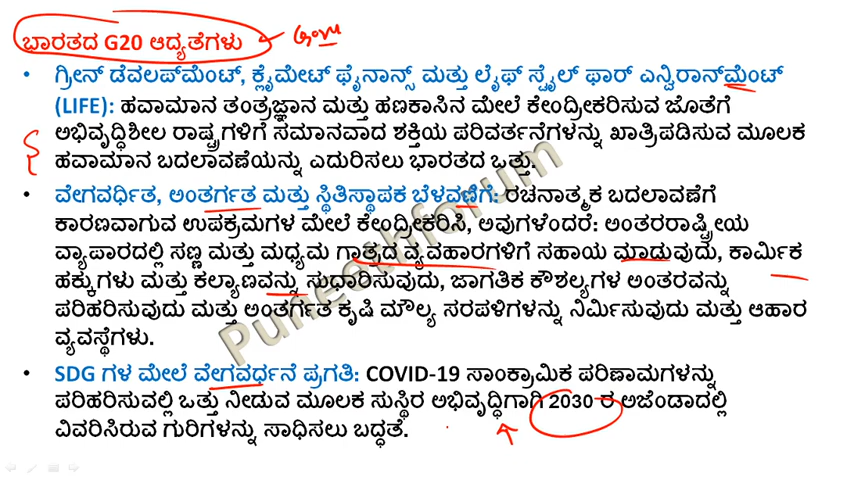 ಭಾರತದ G20 ಆದ್ಯತೆಗಳು
ಗ್ರೀನ್ ಡೆವಲಪ್‌ಮೆಂಟ್, ಕ್ಲೈಮೇಟ್ ಫೈನಾನ್ಸ್ ಮತ್ತು ಲೈಫ್ ಸ್ಟೈಲ್ ಫಾರ್ ಎನ್ವಿರಾನ್‌ಮೆಂಟ್
(LIFE): ಹವಾಮಾನ ತಂತ್ರಜ್ಞಾನ ಮತ್ತು ಹಣಕಾಸಿನ ಮೇಲೆ ಕೇಂದ್ರೀಕರಿಸುವ ಜೊತೆಗೆ
ಅಭಿವೃದ್ಧಿಶೀಲ ರಾಷ್ಟ್ರಗಳಿಗೆ ಸಮಾನವಾದ ಶಕ್ತಿಯ ಪರಿವರ್ತನೆಗಳನ್ನು ಖಾತ್ರಿಪಡಿಸುವ ಮೂಲಕ
ಹವಾಮಾನ ಬದಲಾವಣೆಯನ್ನು ಎದುರಿಸಲು ಭಾರತದ ಒತ್ತು.
ವೇಗವರ್ಧಿತ, ಅಂತರ್ಗತ ಮತ್ತು ಸ್ಥಿತಿಸ್ಥಾಪಕ ಬೆಳವಣಿಗೆ: ರಚನಾತ್ಮಕ ಬದಲಾವಣೆಗೆ
ಕಾರಣವಾಗುವ ಉಪಕ್ರಮಗಳ ಮೇಲೆ ಕೇಂದ್ರೀಕರಿಸಿ, ಅವುಗಳೆಂದರೆ: ಅಂತರರಾಷ್ಟ್ರೀಯ
ವ್ಯಾಪಾರದಲ್ಲಿ ಸಣ್ಣ ಮತ್ತು ಮಧ್ಯಮ ಗಾತ್ರದ ವ್ಯವಹಾರಗಳಿಗೆ ಸಹಾಯ ಮಾಡುವುದು, ಕಾರ್ಮಿಕ
ಹಕ್ಕುಗಳು ಮತ್ತು ಕಲ್ಯಾಣವನ್ನು ಸುಧಾರಿಸುವುದು, ಜಾಗತಿಕ ಕೌಶಲ್ಯಗಳ ಅಂತರವನ್ನು
ಪರಿಹರಿಸುವುದು ಮತ್ತು ಅಂತರ್ಗತ ಕೃಷಿ ಮೌಲ್ಯ ಸರಪಳಿಗಳನ್ನು ನಿರ್ಮಿಸುವುದು ಮತ್ತು ಆಹಾರ
ವ್ಯವಸ್ಥೆಗಳು.
SDG ಗಳ ಮೇಲೆ ವೇಗವರ್ಧನೆ ಪ್ರಗತಿ: COVID-19 ಸಾಂಕ್ರಾಮಿಕ ಪರಿಣಾಮಗಳನ್ನು
ಪರಿಹರಿಸುವಲ್ಲಿ ಒತ್ತು ನೀಡುವ ಮೂಲಕ ಸುಸ್ಥಿರ ಅಭಿವೃದ್ಧಿಗಾಗಿ 2030 ರ ಅಜೆಂಡಾದಲ್ಲಿ
ವಿವರಿಸಿರುವ ಗುರಿಗಳನ್ನು ಸಾಧಿಸಲು ಬದ್ಧತೆ.
Puneethforum